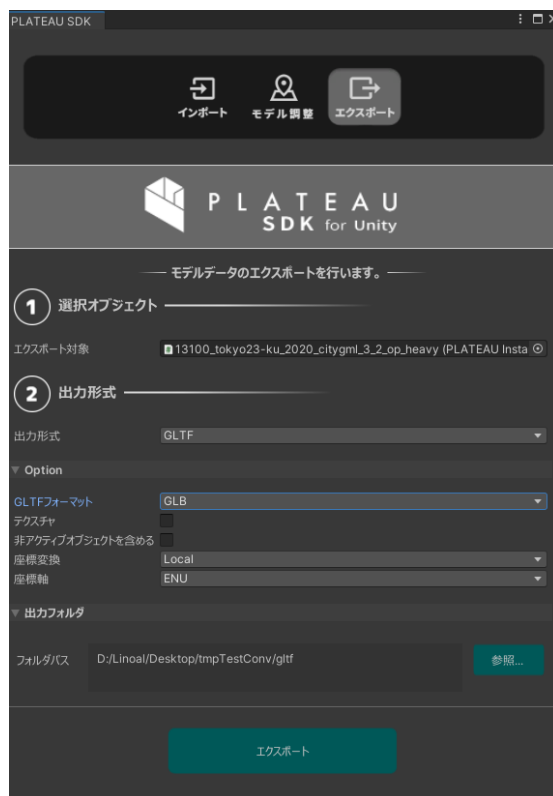 PLATEAU SDK
インポート
モデル調整
エクスポート
PLATEAU
SDK for Unity
モデルデータのエクスポートを行います。
1 選択オブジェクト
エクスポート対象 13100_tokyo23-ku_2020_citygml_3_2_op_heavy (PLATEAU Insta
2 出力形式
出力形式 GLTF
Option
GLTFフォーマット GLB
テクスチャ
非アクティブオブジェクトを含める
座標変換 Local
座標軸 ENU
出力フォルダ
フォルダパス D:/Linoal/Desktop/tmpTestConv/gltf 参照...
エクスポート